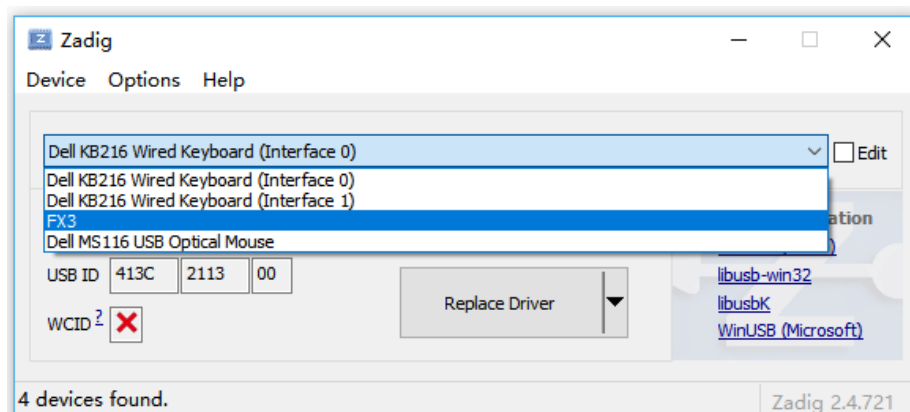 Zadig
Device Options Help
Dell KB216 Wired Keyboard (Interface 0)
Edit
Dell KB216 Wired Keyboard (Interface 0)
Dell KB216 Wired Keyboard (Interface 1)
FX3
Dell MS116 USB Optical Mouse
USB ID 413C 2113 00
WCID ?
Replace Driver
libusb-win32
libusbK
WinUSB (Microsoft)
4 devices found.
Zadig 2.4.721